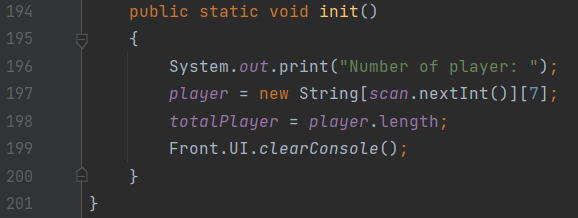 194 public static void init()
195 {
196 System.out.print("Number of player: ");
197 player = new String[scan.nextInt()][7];
198 totalPlayer = player.length;
199 Front.UI.clearConsole();
200 }
201 }